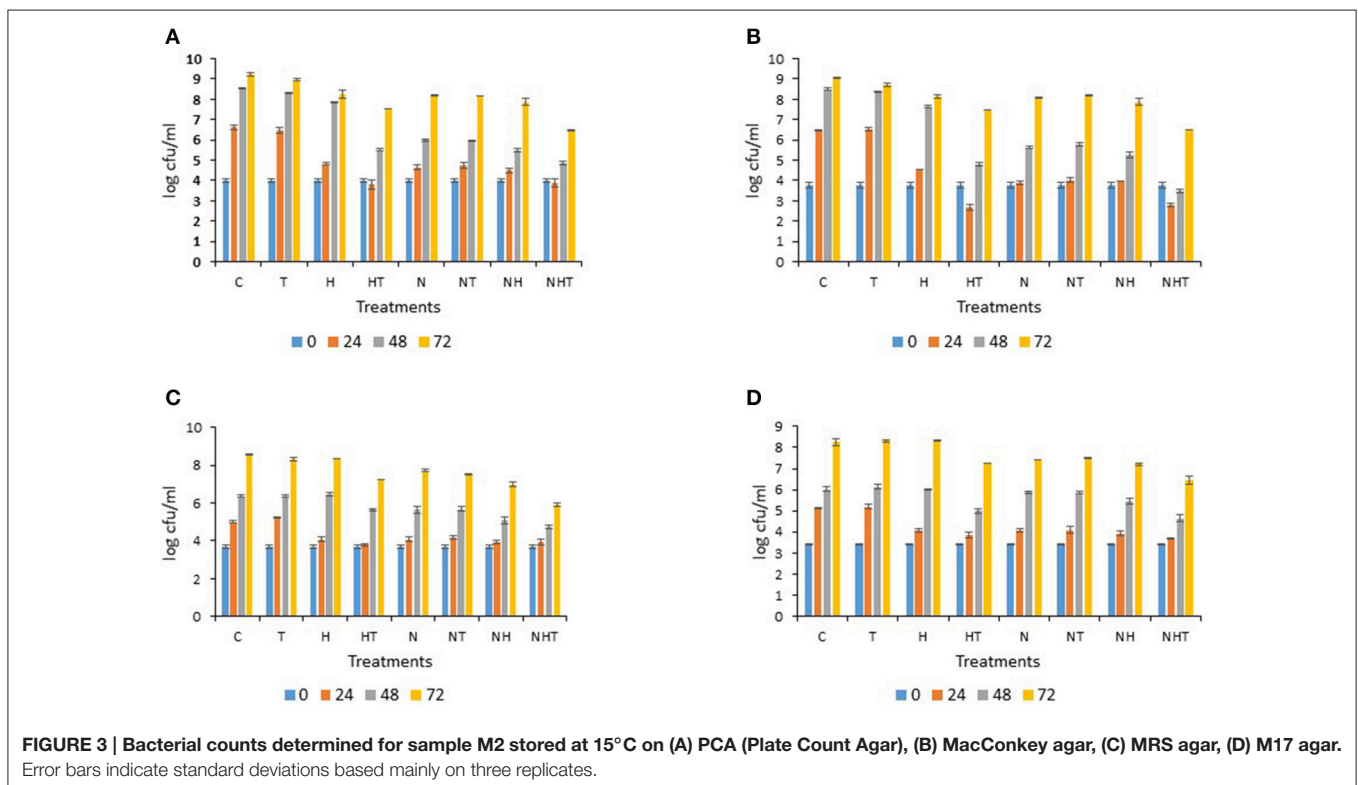 A
log cfu/ml
10
9
8
7
6
5
4
3
2
1
0
C T H HT N NT NH NHT
Treatments
0 24 48 72
B
log cfu/ml
10
9
8
7
6
5
4
3
2
1
0
C T H HT N NT NH NHT
Treatments
0 24 48 72
C
log cfu/ml
10
8
6
4
2
0
C T H HT N NT NH NHT
Treatments
0 24 48 72
D
log cfu/ml
9
8
7
6
5
4
3
2
1
0
C T H HT N NT NH NHT
Treatments
0 24 48 72
FIGURE 3 | Bacterial counts determined for sample M2 stored at 15°C on (A) PCA (Plate Count Agar), (B) MacConkey agar, (C) MRS agar, (D) M17 agar.
Error bars indicate standard deviations based mainly on three replicates.